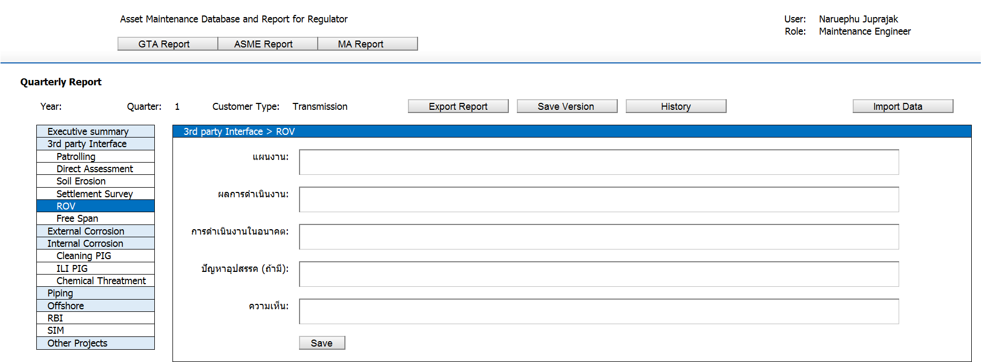 Asset Maintenance Database and Report for Regulator
User: Naruephu Juprajak
Role: Maintenance Engineer
GTA Report ASME Report MA Report
Quarterly Report
Year: Quarter: 1 Customer Type: Transmission Export Report Save Version History Import Data
Executive summary
3rd party Interface
Patrolling
Direct Assessment
Soil Erosion
Settlement Survey
ROV
Free Span
External Corrosion
Internal Corrosion
Cleaning PIG
ILI PIG
Chemical Threatment
Piping
Offshore
RBI
SIM
Other Projects
3rd party Interface > ROV
แผนงาน:
ผลการดำเนินงาน:
การดำเนินงานในอนาคต:
ปัญหาอุปสรรค (ถ้ามี):
ความเห็น:
Save